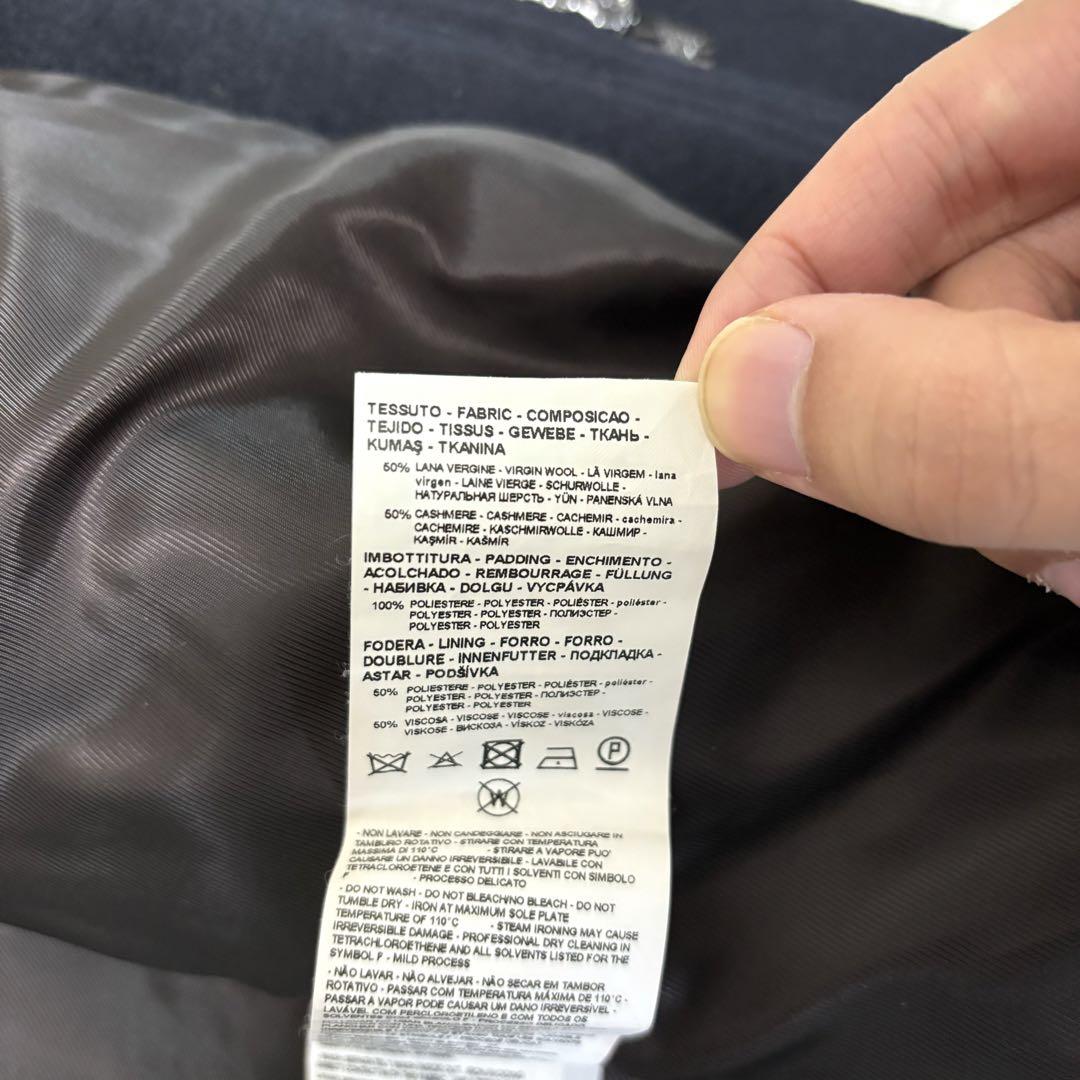 TESSUTO - FABRIC - COMPOSICAO -
TEJIDO - TISSUS - GEWEBE - ТКАНЬ -
KUMAŞ - TKANINA
50% LANA VERGINE - VIRGIN WOOL - LÃ VIRGEM - lana
virgen - LAINE VIERGE - SCHURWOLLE -
НАТУРАЛЬНАЯ ШЕРСТЬ - YÜN - PANENSKÁ VLNA
50% CASHMERE - CASHMERE - CACHEMIR - cachemira -
CACHEMIRE - KASCHMIRWOLLE - КАШМИР -
KAŞMİR - KAŠMÍR
IMBOTTITURA - PADDING - ENCHIMENTO -
ACOLCHADO - REMBOURRAGE - FÜLLUNG
- НАБИВКА - DOLGU - VYCPÁVKA
100% POLIESTERE - POLYESTER - POLIÉSTER - poliéster -
POLYESTER - POLYESTER - ПОЛИЭСТЕР -
POLYESTER - POLYESTER
FODERA - LINING - FORRO - FORRO -
DOUBLURE - INNENFUTTER - ПОДКЛАДКА -
ASTAR - PODŠÍVKA
50% POLIESTERE - POLYESTER - POLIÉSTER - poliéster -
POLYESTER - POLYESTER - ПОЛИЭСТЕР -
POLYESTER - POLYESTER
50% VISCOSA - VISCOSE - VISCOSE - viscosa - VISCOSE -
VISKOSE - ВИСКОЗА - VİSKOZ - VISKÓZA
P
W
- NON LAVARE - NON CANDEGGIARE - NON ASCIUGARE IN
TAMBURO ROTATIVO - STIRARE CON TEMPERATURA
MASSIMA DI 110°C - STIRARE A VAPORE PUO'
CAUSARE UN DANNO IRREVERSIBILE - LAVABILE CON
TETRACLOROETENE E CON TUTTI I SOLVENTI CON SIMBOLO
F - PROCESSO DELICATO
- DO NOT WASH - DO NOT BLEACH/NO BLEACH - DO NOT
TUMBLE DRY - IRON AT MAXIMUM SOLE PLATE
TEMPERATURE OF 110°C - STEAM IRONING MAY CAUSE
IRREVERSIBLE DAMAGE - PROFESSIONAL DRY CLEANING IN
TETRACHLOROETHENE AND ALL SOLVENTS LISTED FOR THE
SYMBOL F - MILD PROCESS
- NÃO LAVAR - NÃO ALVEJAR - NÃO SECAR EM TAMBOR
ROTATIVO - PASSAR COM TEMPERATURA MÁXIMA DE 110°C -
PASSAR A VAPOR PODE CAUSAR UM DANO IRREVERSÍVEL -
LAVÁVEL COM PERCLOROETILENO E COM TODOS OS